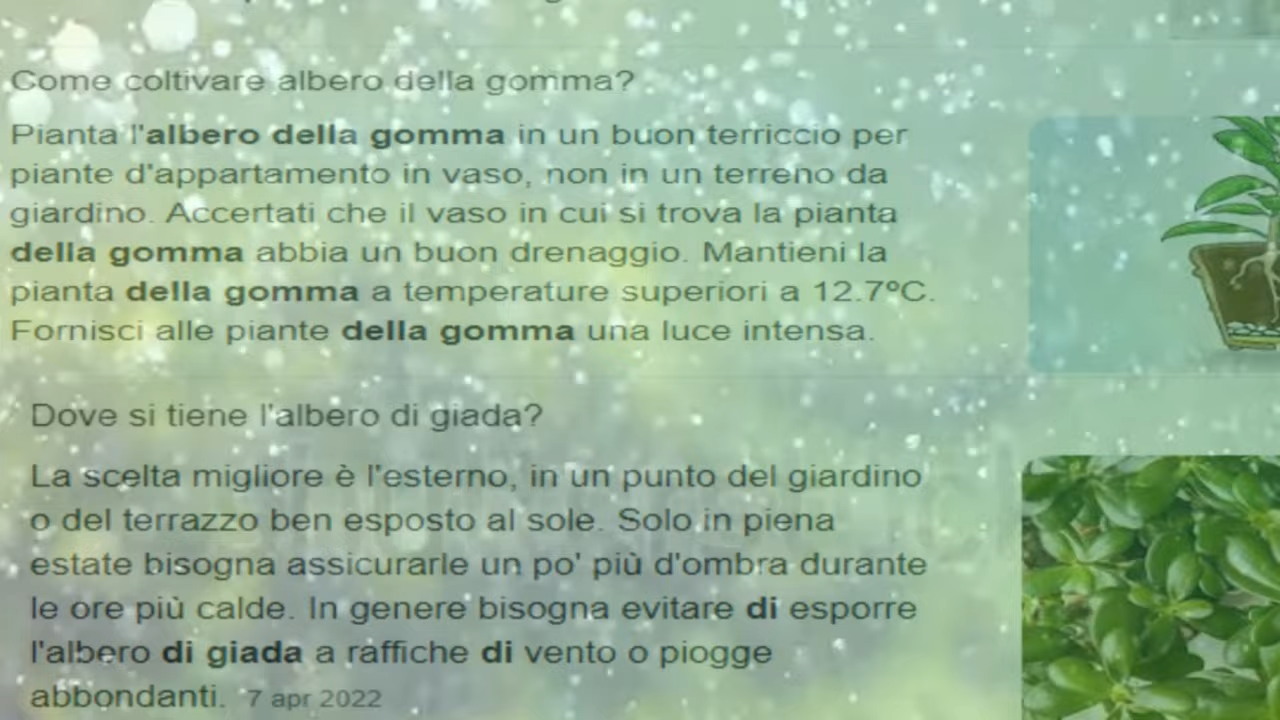 Come coltivare albero della gomma?
Pianta l'albero della gomma in un buon terriccio per
piante d'appartamento in vaso, non in un terreno da
giardino. Accertati che il vaso in cui si trova la pianta
della gomma abbia un buon drenaggio. Mantieni la
pianta della gomma a temperature superiori a 12.7ºC.
Fornisci alle piante della gomma una luce intensa.
Dove si tiene l'albero di giada?
La scelta migliore è l'esterno, in un punto del giardino
o del terrazzo ben esposto al sole. Solo in piena
estate bisogna assicurarle un po' più d'ombra durante
le ore più calde. In genere bisogna evitare di esporre
l'albero di giada a raffiche di vento o piogge
abbondanti. 7 apr 2022